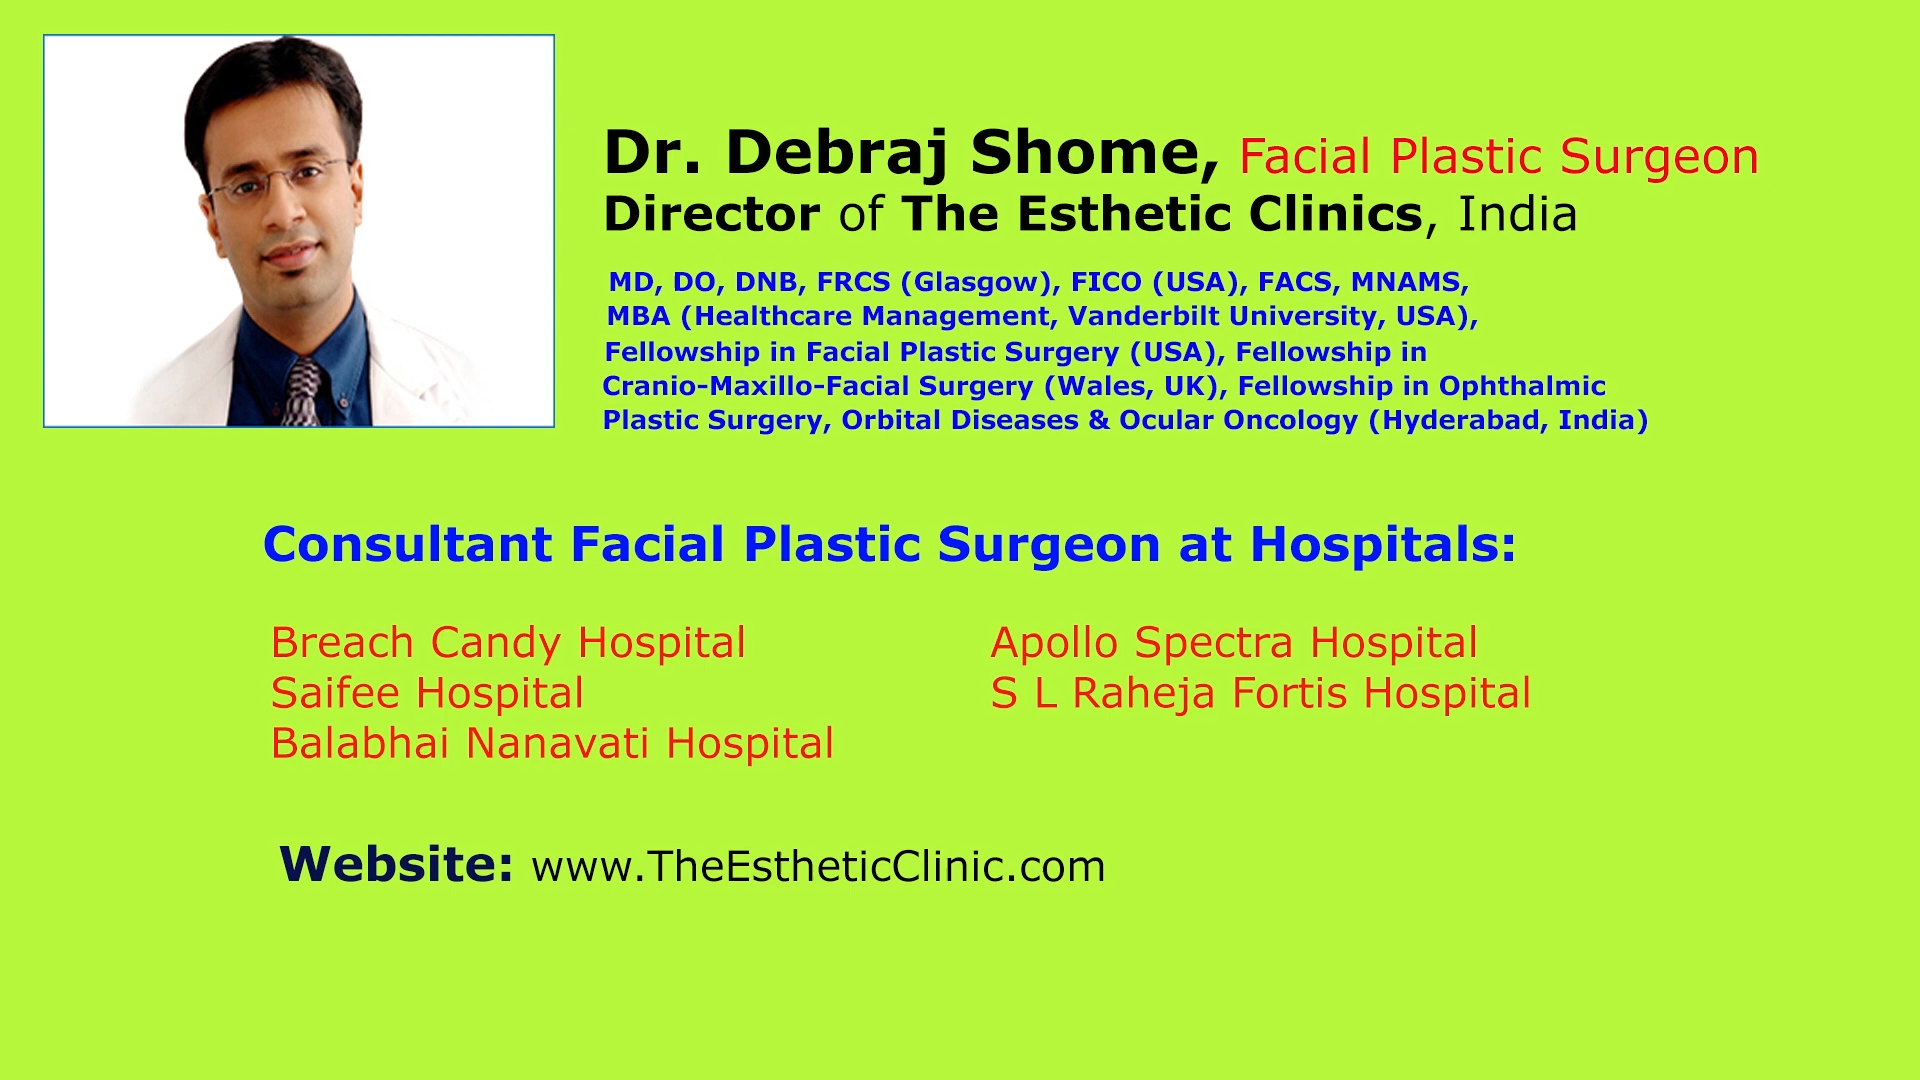 Dr. Debraj Shome, Facial Plastic Surgeon
Director of The Esthetic Clinics, India
MD, DO, DNB, FRCS (Glasgow), FICO (USA), FACS, MNAMS,
MBA (Healthcare Management, Vanderbilt University, USA),
Fellowship in Facial Plastic Surgery (USA), Fellowship in
Cranio-Maxillo-Facial Surgery (Wales, UK), Fellowship in Ophthalmic
Plastic Surgery, Orbital Diseases & Ocular Oncology (Hyderabad, India)
Consultant Facial Plastic Surgeon at Hospitals:
Breach Candy Hospital
Saifee Hospital
Balabhai Nanavati Hospital
Apollo Spectra Hospital
S L Raheja Fortis Hospital
Website: www.TheEstheticClinic.com